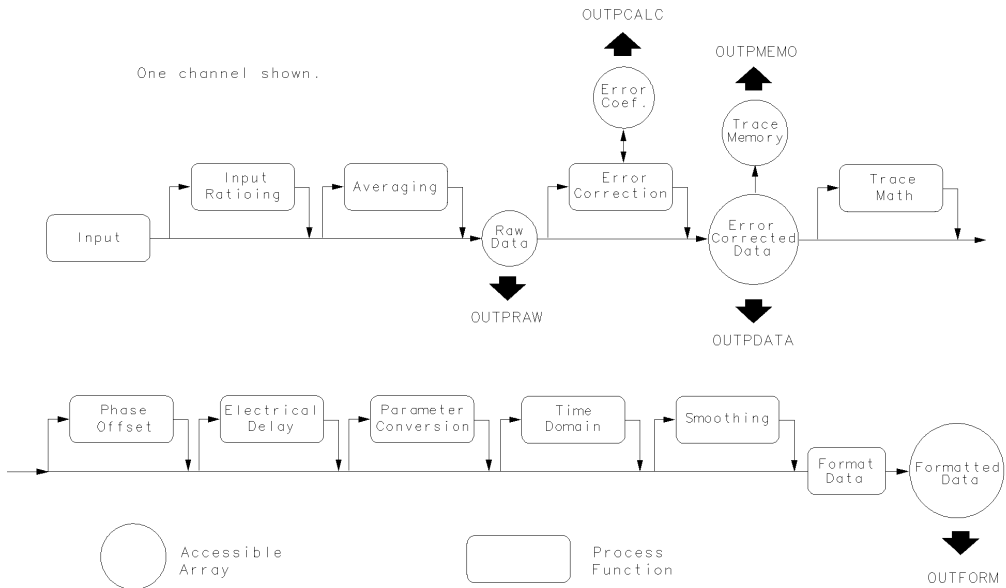 OUTPCALC
OUTPMEMO
One channel shown.
Error
Coef.
Trace
Memory
Input
Ratioing
Averaging
Error
Correction
Trace
Math
Input
Raw
Data
Error
Corrected
Data
OUTPRAW
OUTPDATA
Phase
Offset
Electrical
Delay
Parameter
Conversion
Time
Domain
Smoothing
Format
Data
Formatted
Data
Accessible
Array
Process
Function
OUTFORM